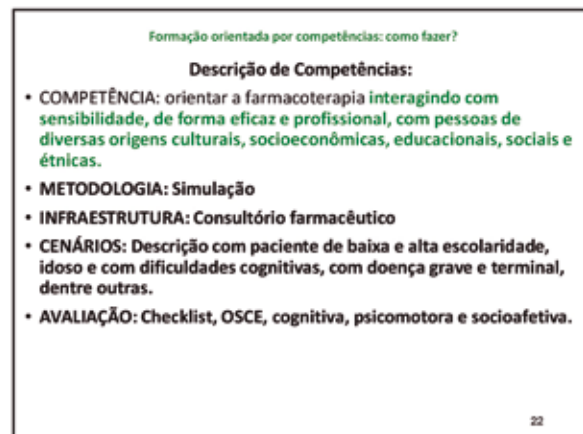 Formação orientada por competências: como fazer?
Descrição de Competências:
• COMPETÊNCIA: orientar a farmacoterapia interagindo com
sensibilidade, de forma eficaz e profissional, com pessoas de
diversas origens culturais, socioeconômicas, educacionais, sociais e
étnicas.
• METODOLOGIA: Simulação
• INFRAESTRUTURA: Consultório farmacêutico
• CENÁRIOS: Descrição com paciente de baixa e alta escolaridade,
idoso e com dificuldades cognitivas, com doença grave e terminal,
dentre outras.
• AVALIAÇÃO: Checklist, OSCE, cognitiva, psicomotora e socioafetiva.
22